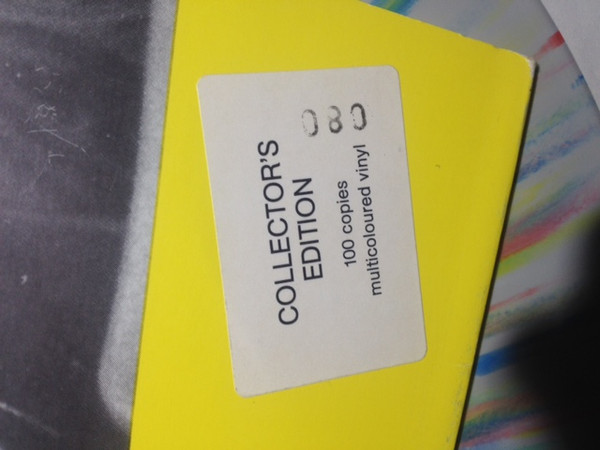 COLLECTOR'S
EDITION
100 copies
multicoloured vinyl
080